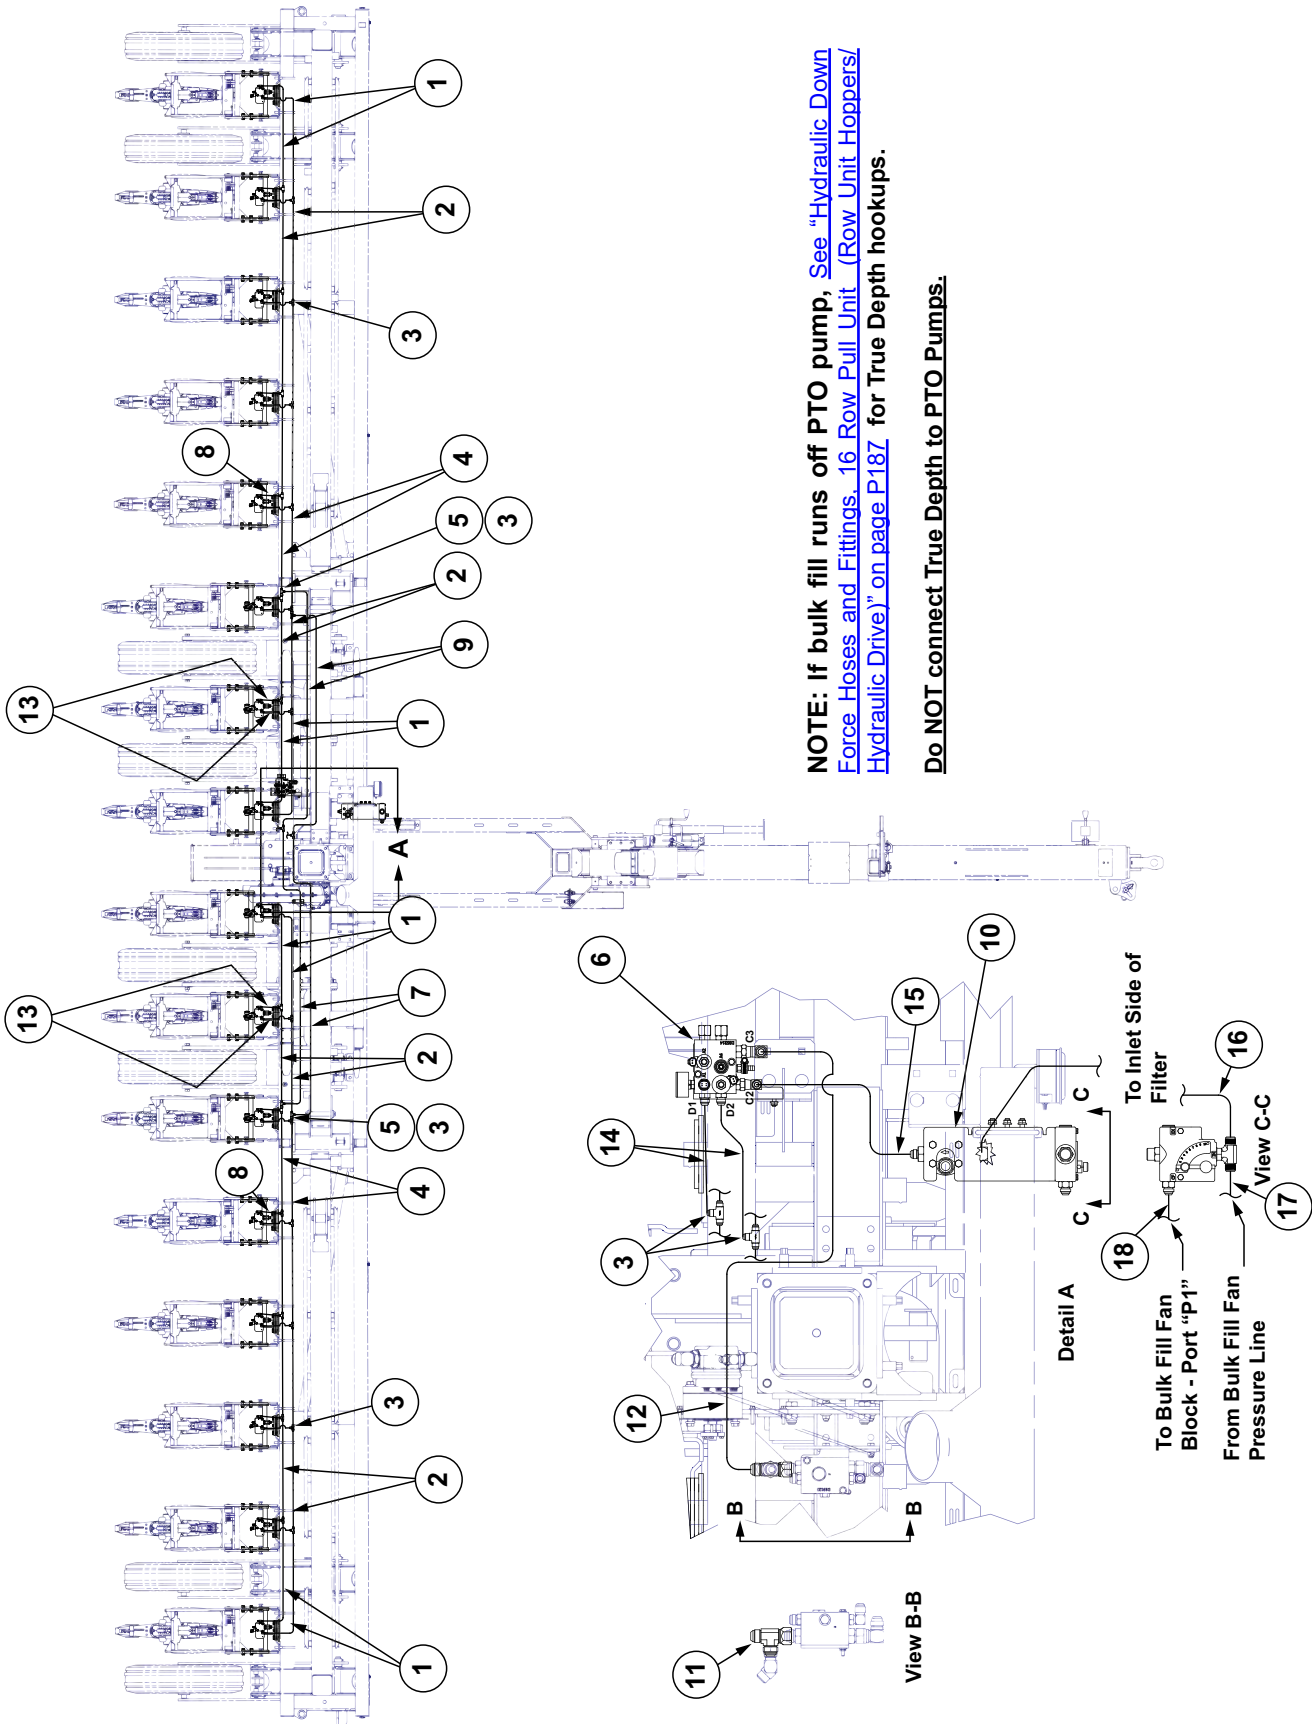 1
2
3
4
5 3
2
9
1
8
13
A
1
7
2
5 3
4
8
13
3
2
1
NOTE: If bulk fill runs off PTO pump, See "Hydraulic Down
Force Hoses and Fittings, 16 Row Pull Unit (Row Unit Hoppers/
Hydraulic Drive)" on page P187 for True Depth hookups.
Do NOT connect True Depth to PTO Pumps.
6
D1
D2
C2
C3
14
3
15
10
12
B
B
C
C
Detail A
To Inlet Side of
Filter
16
View C-C
17
18
To Bulk Fill Fan
Block - Port "P1"
From Bulk Fill Fan
Pressure Line
11
View B-B